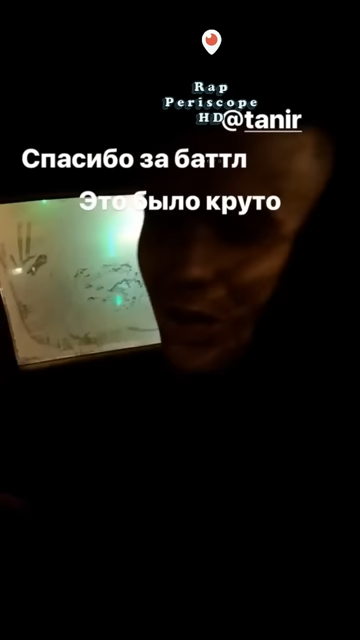 Rap
Periscope
HD
@tanir
Спасибо за баттл
Это было круто